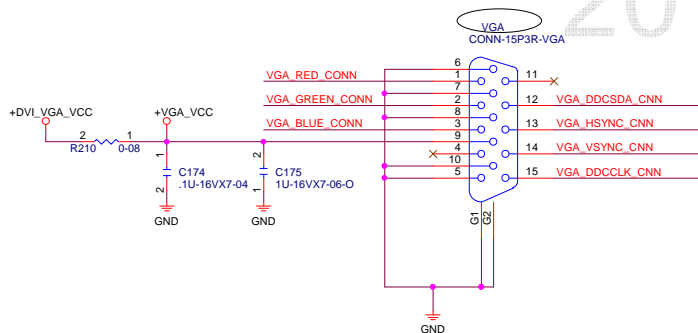 20
VGA
CONN-15P3R-VGA
6
VGA_RED_CONN 1 11
7
+DVI_VGA_VCC +VGA_VCC VGA_GREEN_CONN 2 12 VGA_DDCSDA_CNN
8
VGA_BLUE_CONN 3 13 VGA_HSYNC_CNN
2 1 9
R210 0-08 4 14 VGA_VSYNC_CNN
1 2 10
C174 C175 5 15 VGA_DDCCLK_CNN
.1U-16VX7-04 1U-16VX7-06-O
2 1
GND GND
G1 G2
GND